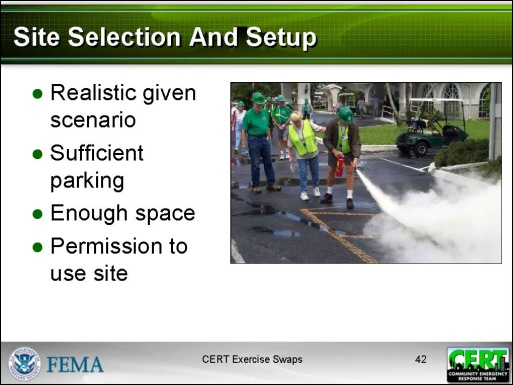 Site Selection And Setup
● Realistic given
scenario
● Sufficient
parking
● Enough space
● Permission to
use site
FEMA
CERT Exercise Swaps
42
CERT
COMMUNITY EMERGENCY
RESPONSE TEAM